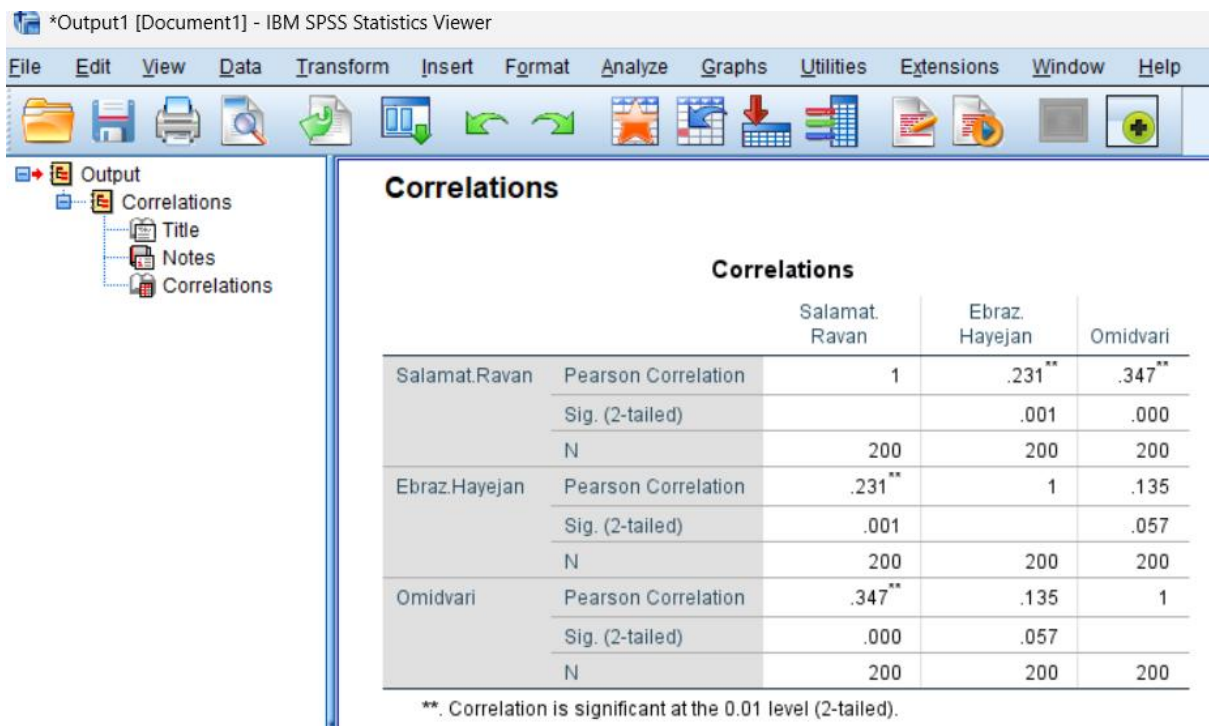 *Output1 [Document1] - IBM SPSS Statistics Viewer
File Edit View Data Transform Insert Format Analyze Graphs Utilities Extensions Window Help
Output
Correlations
Title
Notes
Correlations
Correlations
Correlations
Salamat. Ebraz.
Ravan Hayejan Omidvari
Salamat.Ravan Pearson Correlation 1 .231** .347**
Sig. (2-tailed) .001 .000
N 200 200 200
Ebraz.Hayejan Pearson Correlation .231** 1 .135
Sig. (2-tailed) .001 .057
N 200 200 200
Omidvari Pearson Correlation .347** .135 1
Sig. (2-tailed) .000 .057
N 200 200 200
**. Correlation is significant at the 0.01 level (2-tailed).